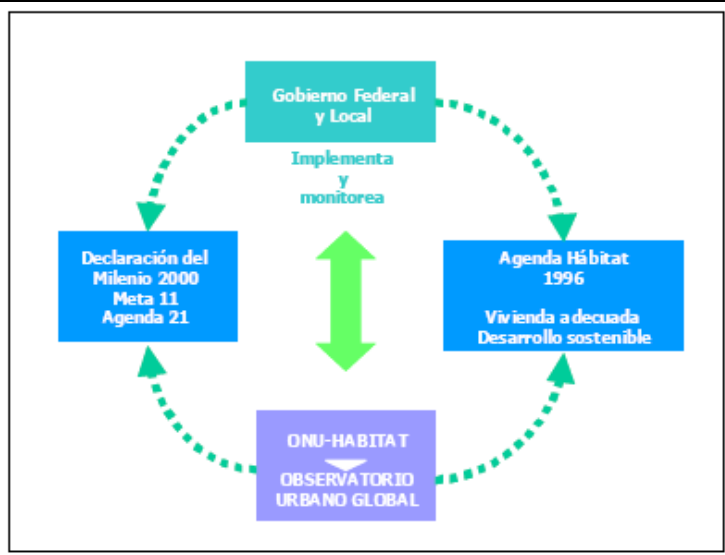 Gobierno Federal
y Local
Implementa
y
monitorea
Declaración del
Milenio 2000
Meta 11
Agenda 21
Agenda Hábitat
1996
Vivienda adecuada
Desarrollo sostenible
ONU-HABITAT
OBSERVATORIO
URBANO GLOBAL